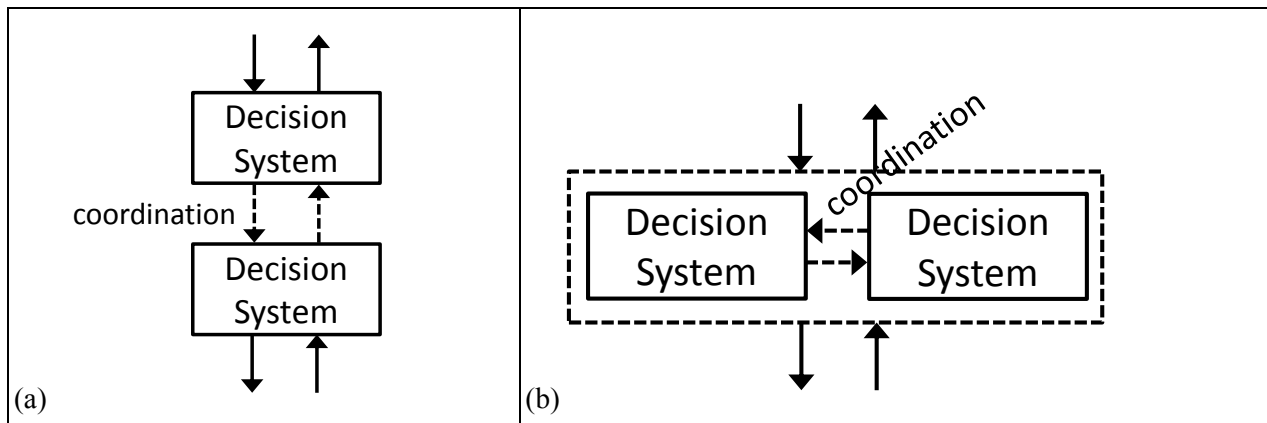 Decision
System
coordination
Decision
System
(a)
coordination
Decision
System
Decision
System
(b)